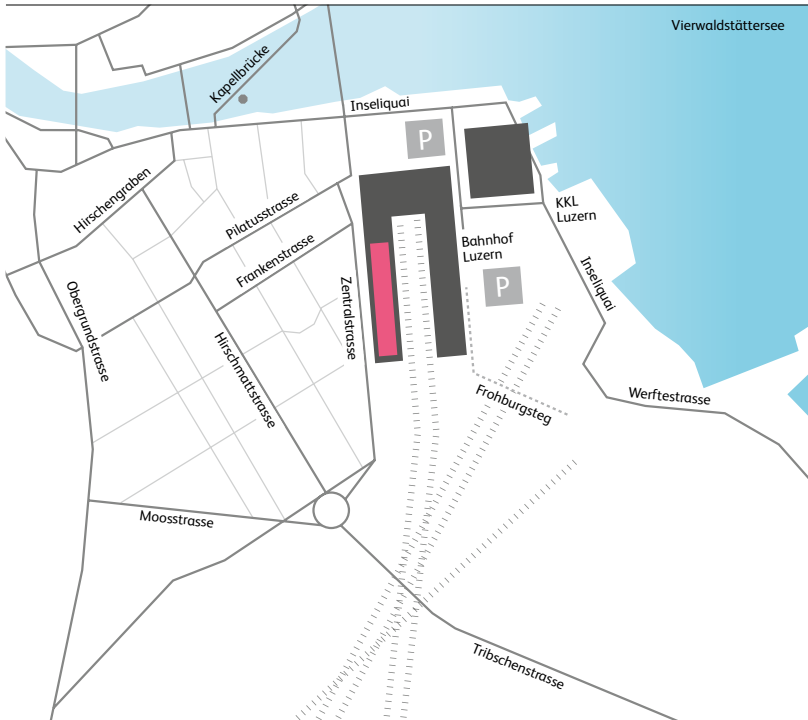 Vierwaldstättersee
Kapellbrücke
Inseliquai
P
Hirschengraben
KKL
Luzern
Pilatusstrasse
Bahnhof
Luzern
Frankenstrasse
P
Inseliquai
Zentralstrasse
Obergrundstrasse
Hirschmattstrasse
Frohburgsteg
Werftestrasse
Moosstrasse
Tribschenstrasse